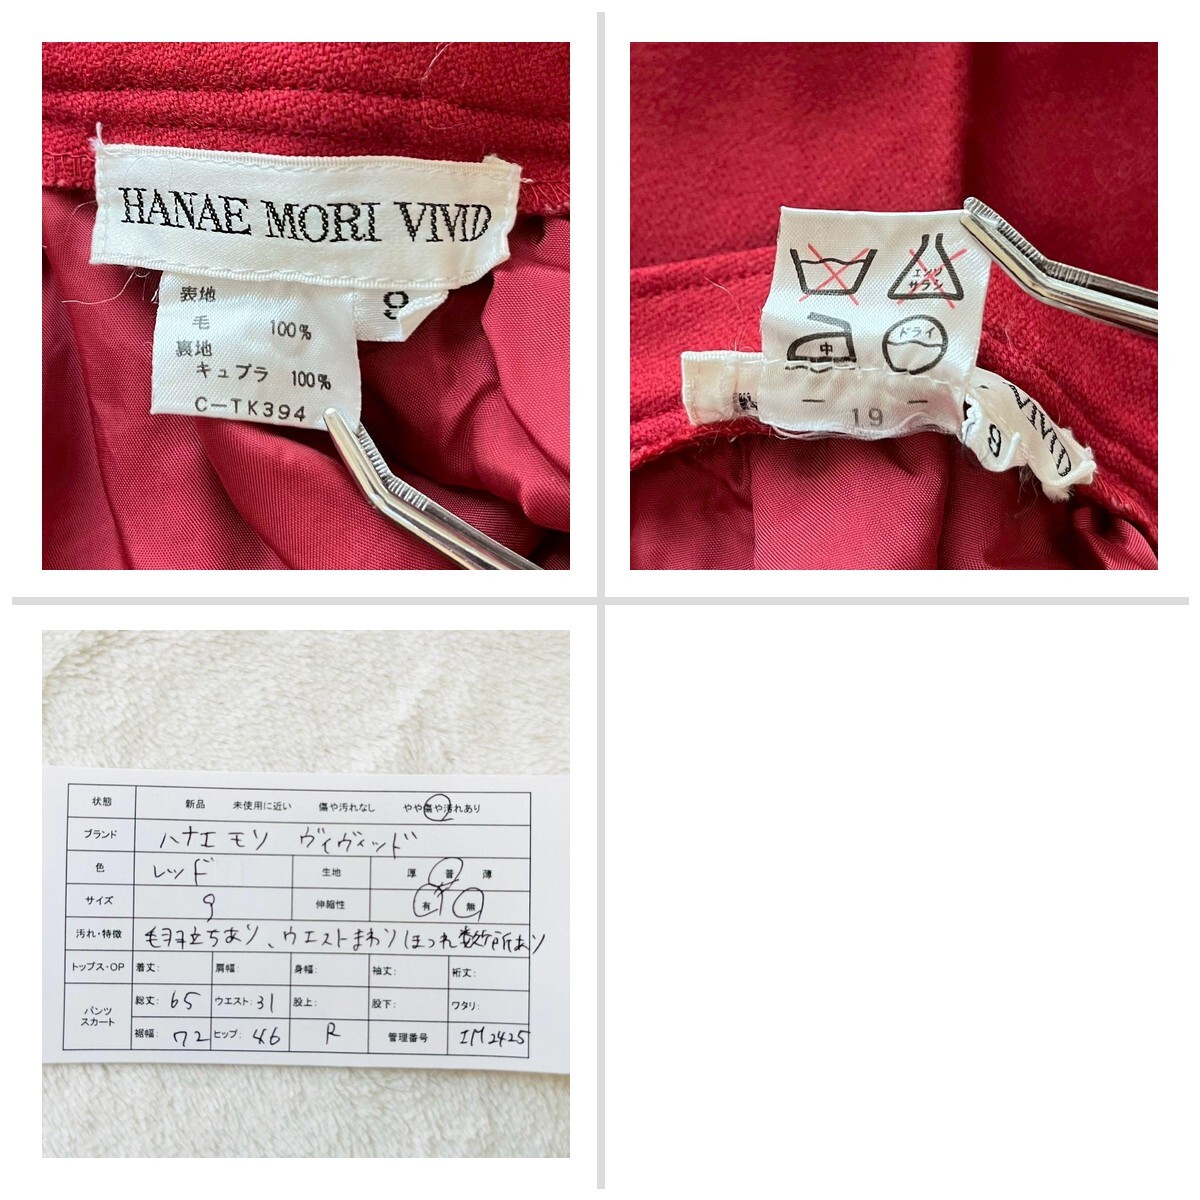 HANAE MORI VIVID
9
表地
毛 100%
裏地
キュプラ 100%
C-TK394
エンソ
サラシ
中
ドライ
- 19 -
9
状態 新品 未使用に近い 傷や汚れなし やや傷や汚れあり
ブランド ハナエ モリ ヴィヴィッド
色 レッド 生地 厚 普 薄
サイズ 9 伸縮性 有 無
汚れ・特徴 毛羽立ちあり、ウエストまわりほつれ数ケ所あり
トップス・OP 着丈: 肩幅: 身幅: 袖丈: 裄丈:
パンツ スカート 総丈: 65 ウエスト: 31 股上: 股下: ワタリ:
裾幅: 72 ヒップ: 46 R 管理番号 IM2425